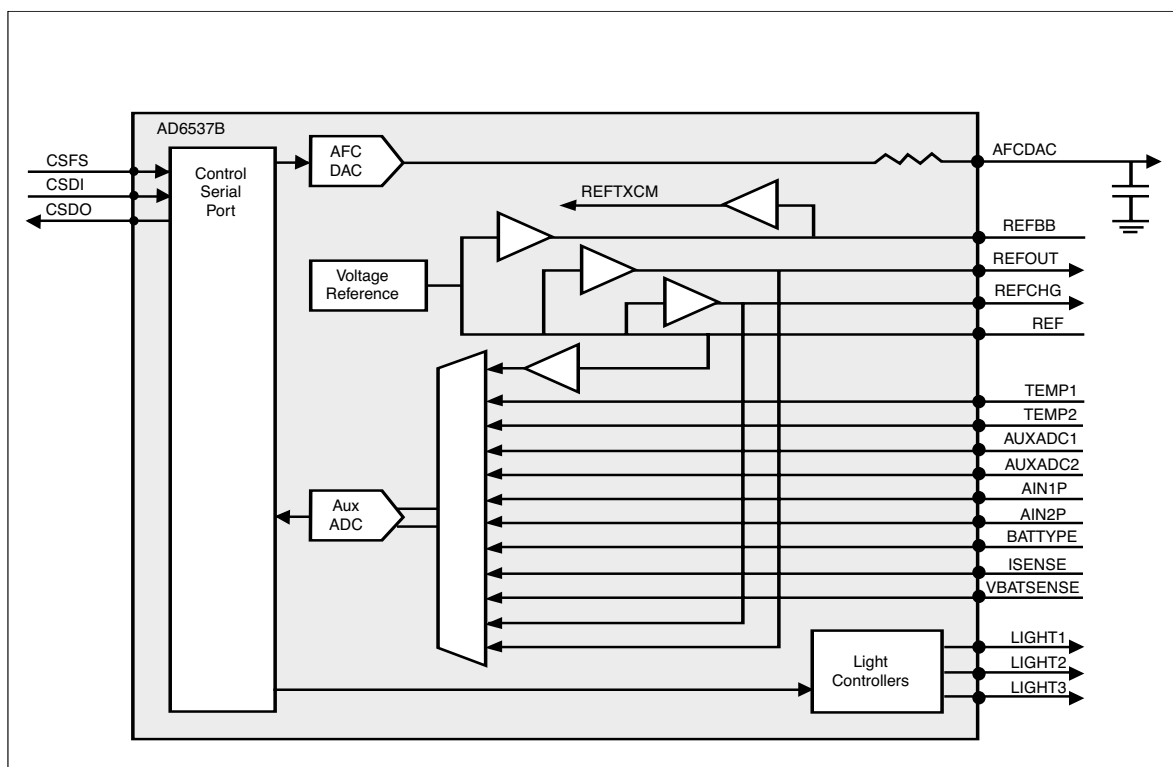 AD6537B
CSFS
CSDI
CSDO
Control
Serial
Port
AFC
DAC
AFCDAC
REFTXCM
REFBB
Voltage
Reference
REFOUT
REFCHG
REF
TEMP1
TEMP2
AUXADC1
AUXADC2
AIN1P
Aux
ADC
AIN2P
BATTYPE
ISENSE
VBATSENSE
Light
Controllers
LIGHT1
LIGHT2
LIGHT3